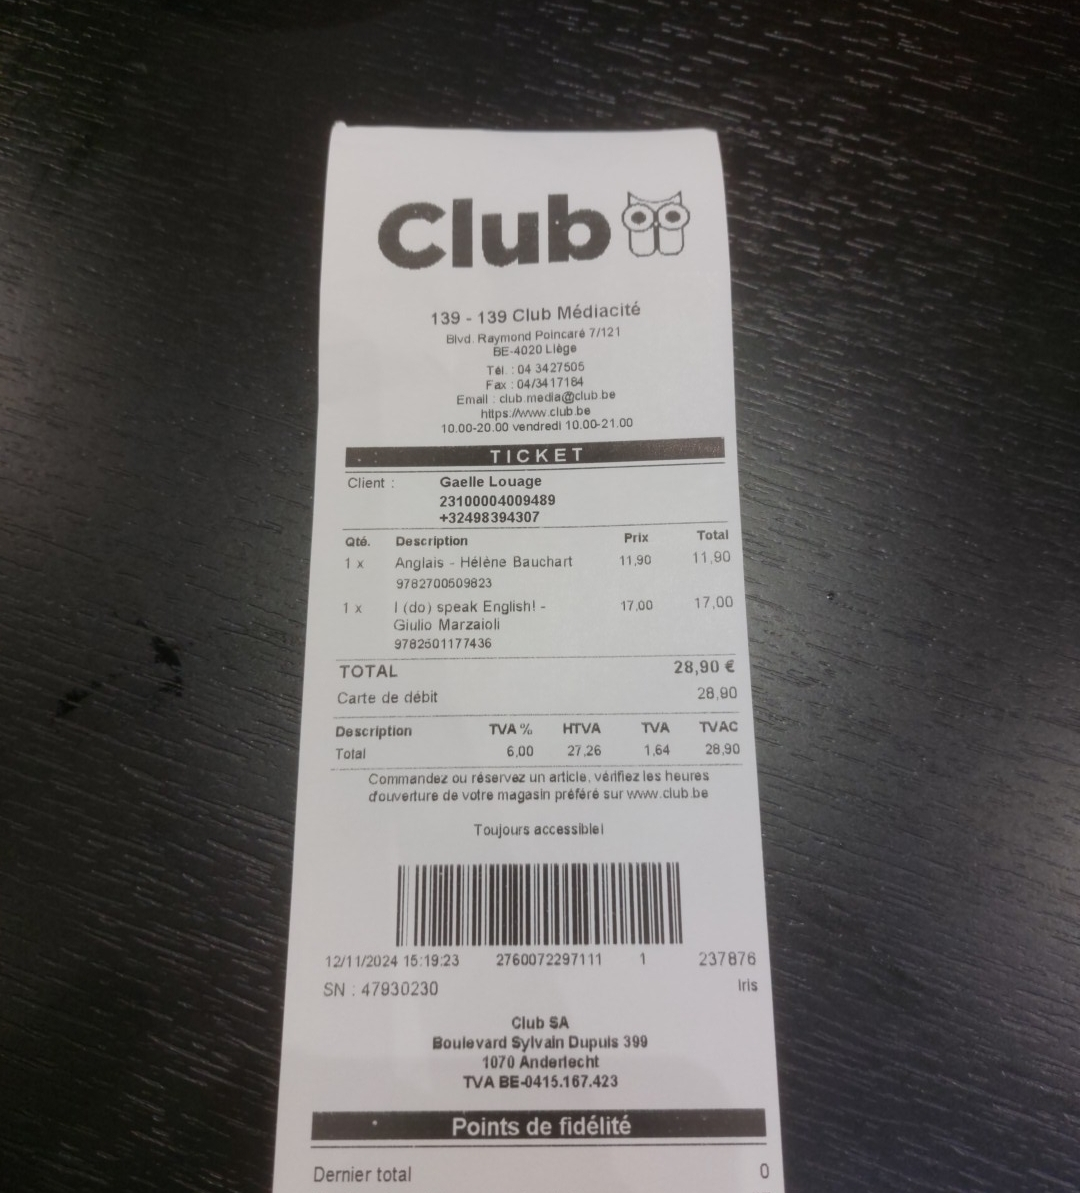 Club
139 - 139 Club Médiacité
Blvd. Raymond Poincaré 7/121
BE-4020 Liège
Tél. : 04 3427505
Fax : 04/3417184
Email : club.media@club.be
https://www.club.be
10.00-20.00 vendredi 10.00-21.00
TICKET
Client : Gaelle Louage
23100004009489
+32498394307
Qté. Description Prix Total
1 x Anglais - Hélène Bauchart 11,90 11,90
9782700509823
1 x I (do) speak English! - 17,00 17,00
Giulio Marzaioli
9782501177436
TOTAL 28,90 €
Carte de débit 28,90
Description TVA % HTVA TVA TVAC
Total 6,00 27,26 1,64 28,90
Commandez ou réservez un article, vérifiez les heures
d'ouverture de votre magasin préféré sur www.club.be
Toujours accessible!
12/11/2024 15:19:23 2760072297111 1 237876
SN : 47930230 Iris
Club SA
Boulevard Sylvain Dupuis 399
1070 Anderlecht
TVA BE-0415.167.423
Points de fidélité
Dernier total 0